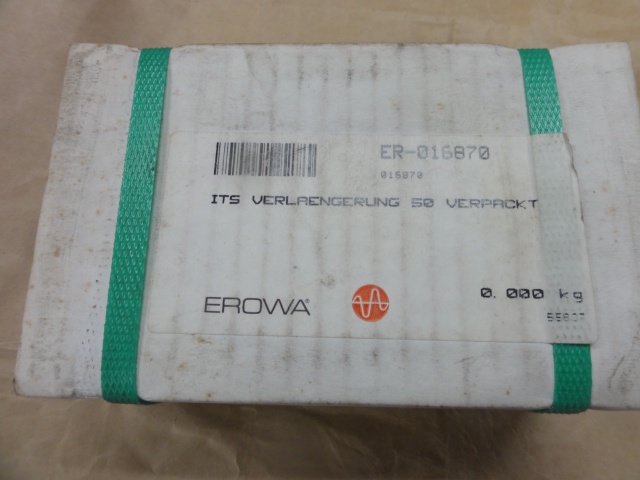 ER-016870
016870
ITS VERLAENGERUNG 50 VERPACKT
EROWA®
0.000 kg